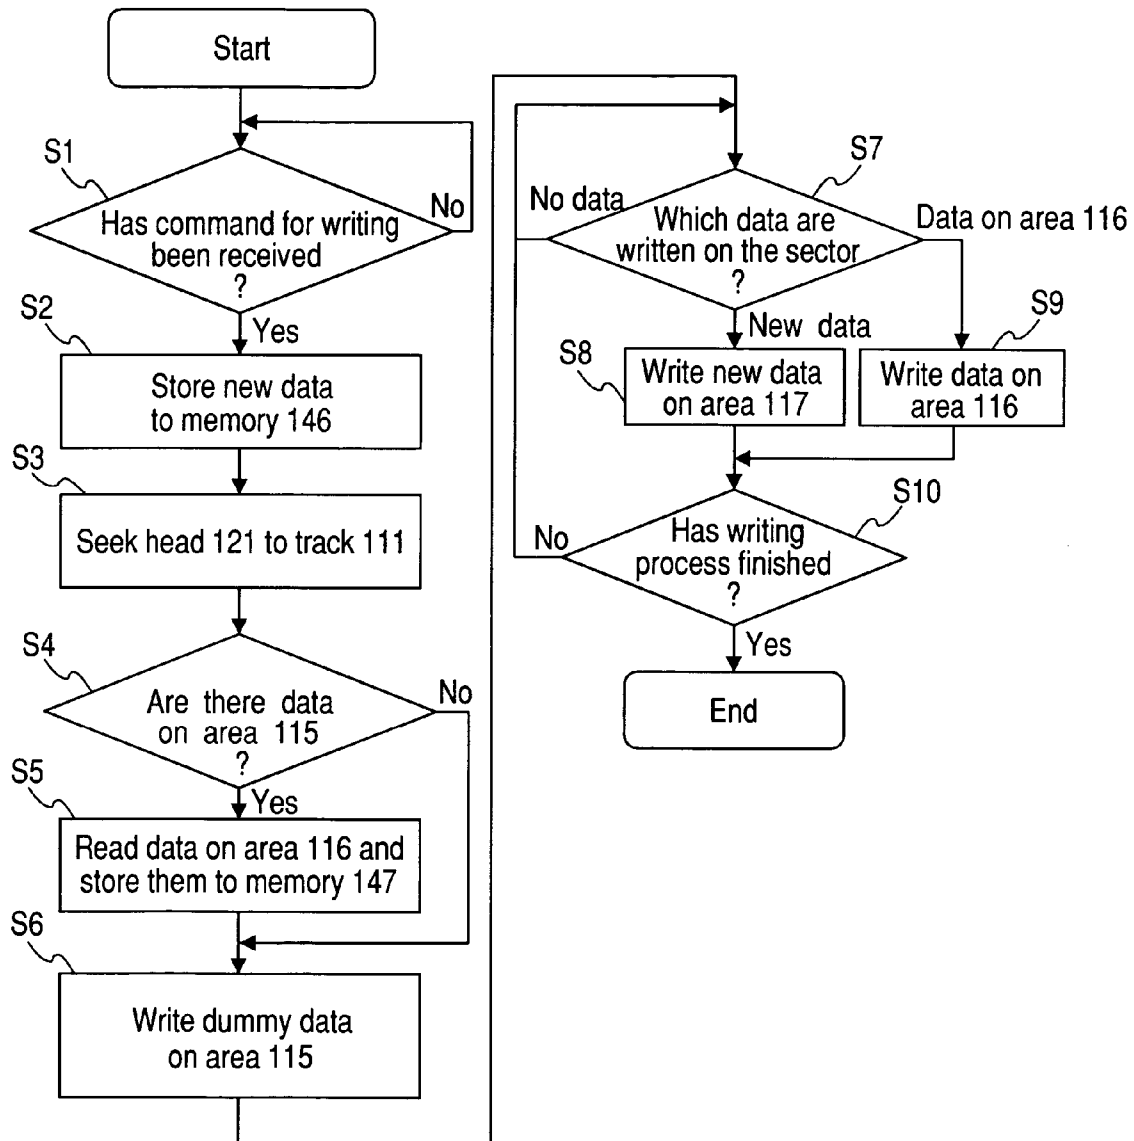 Start
S1
Has command for writing
been received
?
No
Yes
S2
Store new data
to memory 146
S3
Seek head 121 to track 111
S4
Are there data
on area 115
?
No
Yes
S5
Read data on area 116 and
store them to memory 147
S6
Write dummy data
on area 115
S7
No data
Which data are
written on the sector
?
Data on area 116
New data
S8
Write new data
on area 117
S9
Write data on
area 116
S10
No
Has writing
process finished
?
Yes
End